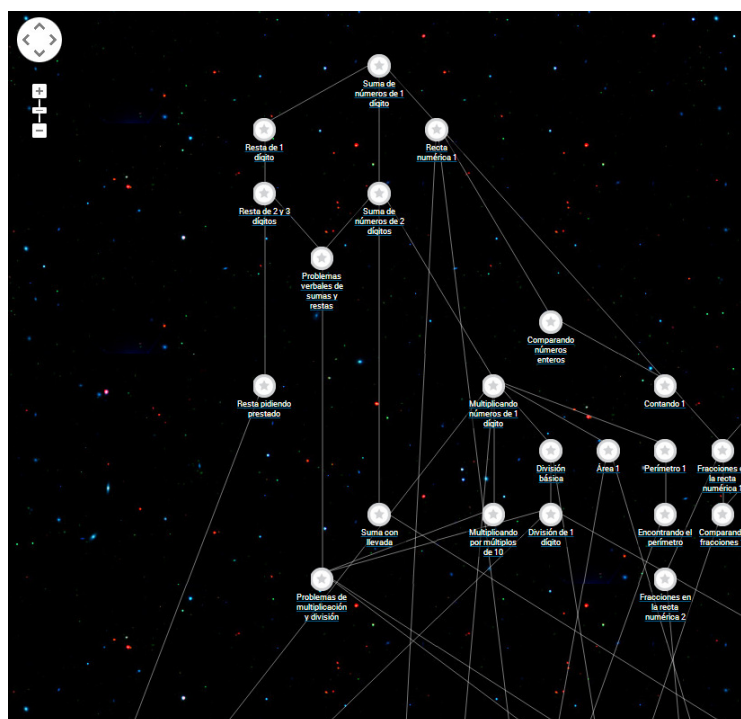 Suma de
números de 1
dígito
Resta de 1
dígito
Recta
numérica 1
Resta de 2 y 3
dígitos
Suma de
números de 2
dígitos
Problemas
verbales de
sumas y
restas
Comparando
números
enteros
Resta pidiendo
prestado
Multiplicando
números de 1
dígito
Contando 1
División
básica
Área 1
Perímetro 1
Fracciones en
la recta
numérica 1
Suma con
llevada
Multiplicando
por múltiplos
de 10
División de 1
dígito
Encontrando el
perímetro
Comparando
fracciones
Problemas de
multiplicación
y división
Fracciones en
la recta
numérica 2